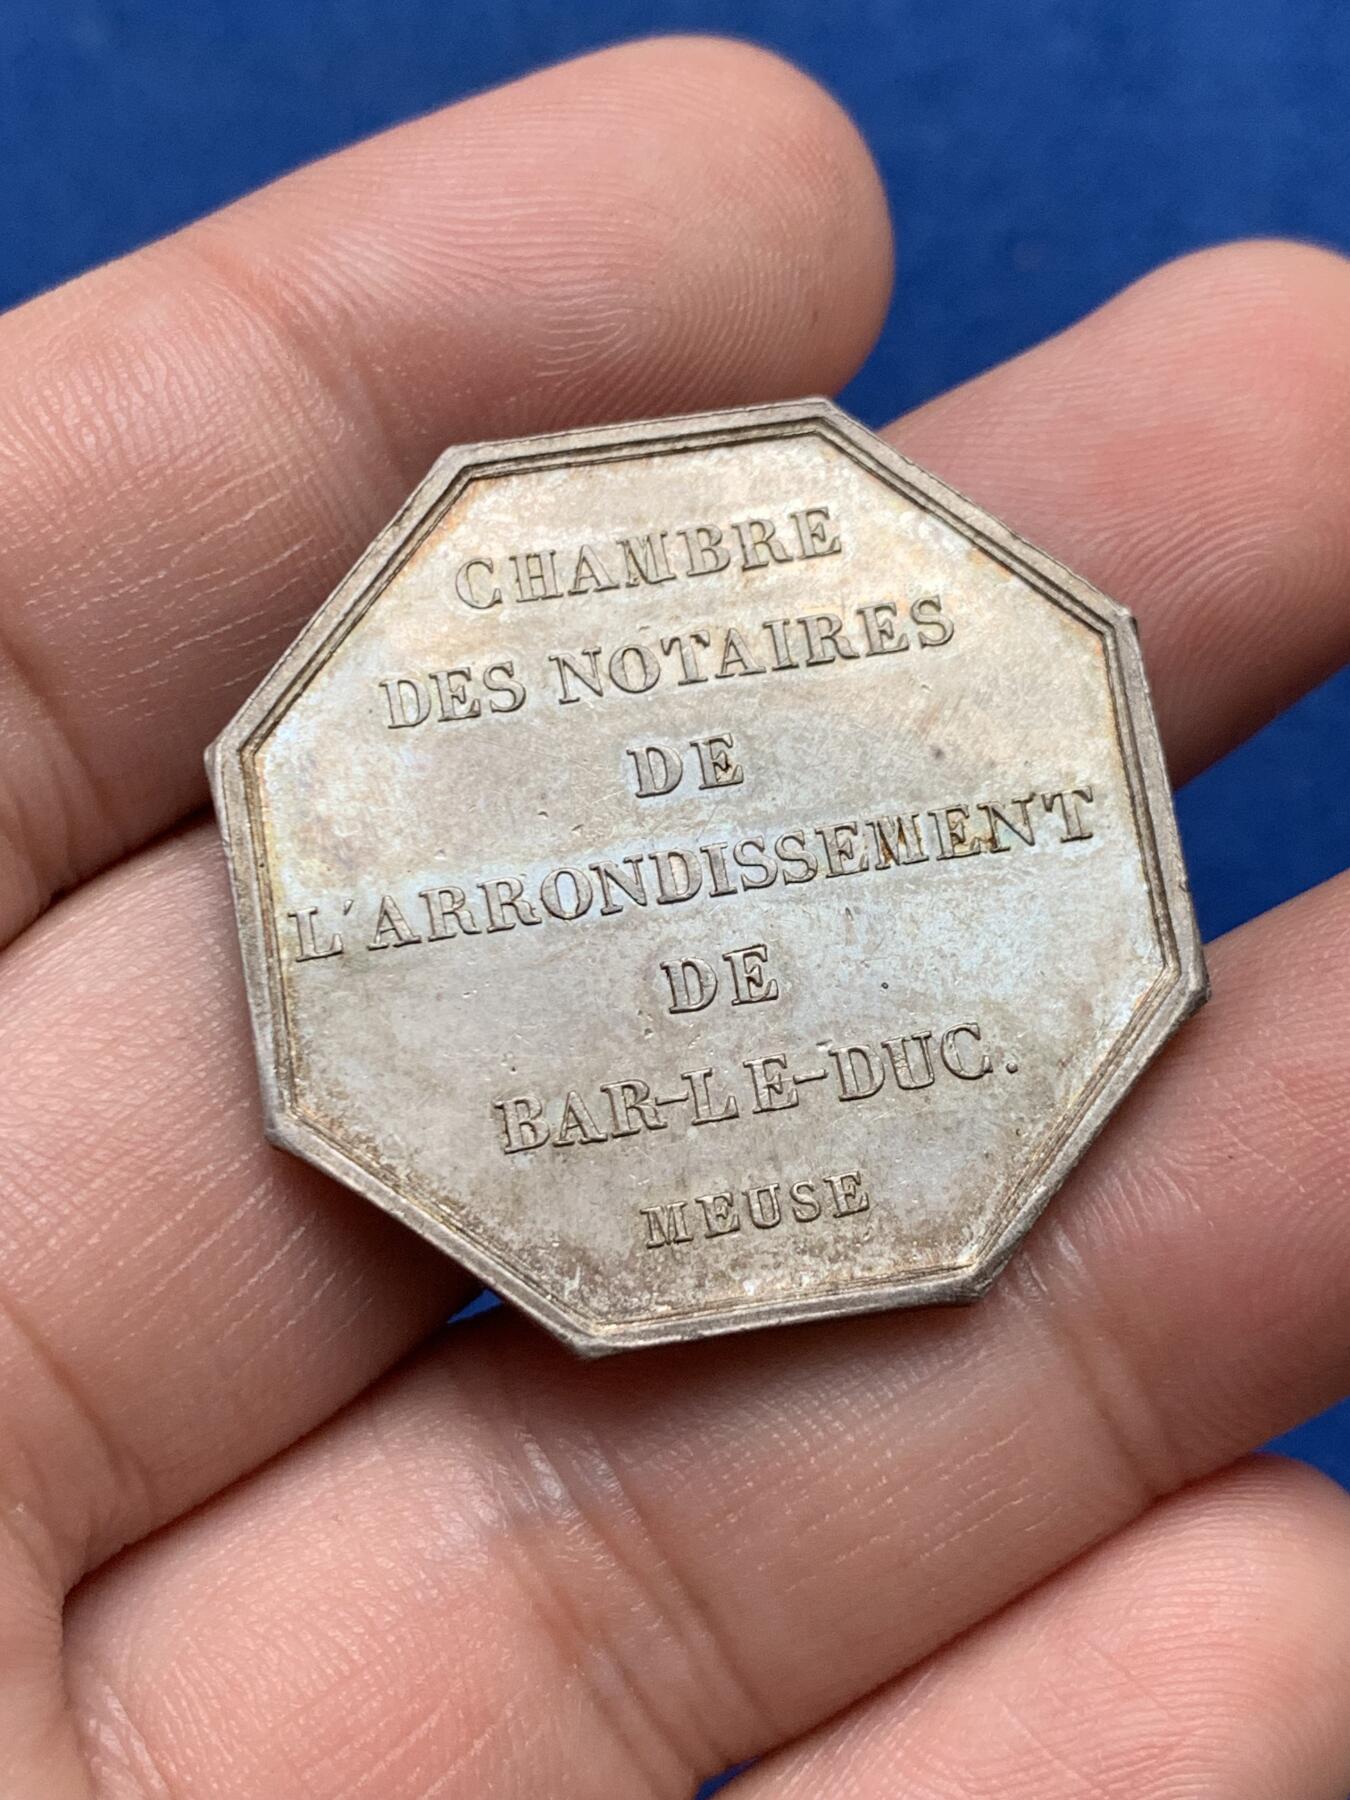 CHAMBRE
DES NOTAIRES
DE
L'ARRONDISSEMENT
DE
BAR-LE-DUC.
MEUSE